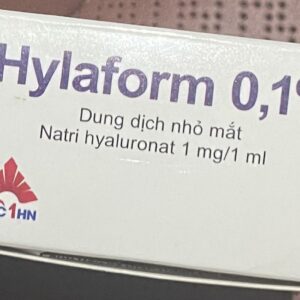 Hylaform 0,1
Dung dịch nhỏ mắt
Natri hyaluronat 1 mg/1 ml
C1HN